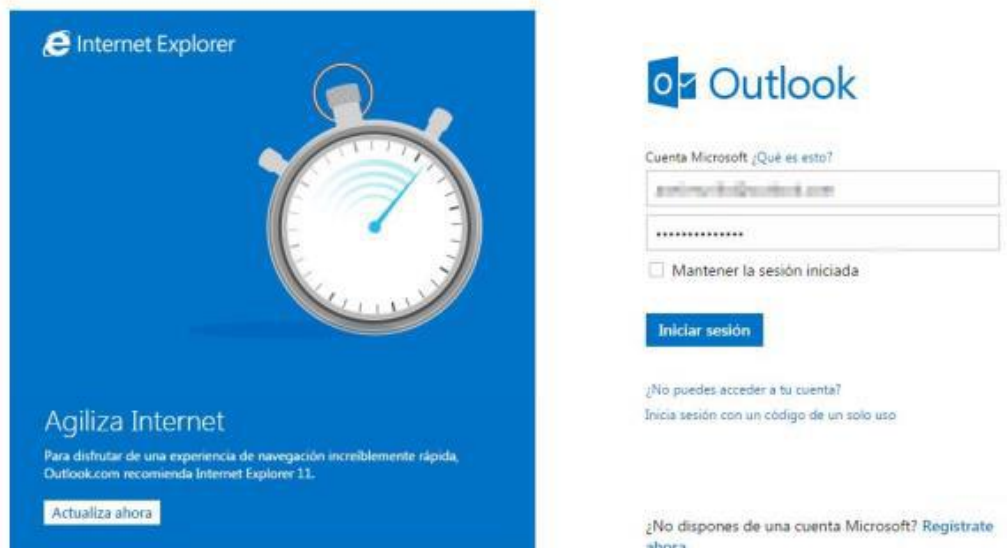 Internet Explorer
Agiliza Internet
Para disfrutar de una experiencia de navegación increíblemente rápida,
Outlook.com recomienda Internet Explorer 11.
Actualiza ahora
Outlook
Cuenta Microsoft ¿Qué es esto?
••••••••••••••
Mantener la sesión iniciada
Iniciar sesión
¿No puedes acceder a tu cuenta?
Inicia sesión con un código de un solo uso
¿No dispones de una cuenta Microsoft? Regístrate
ahora